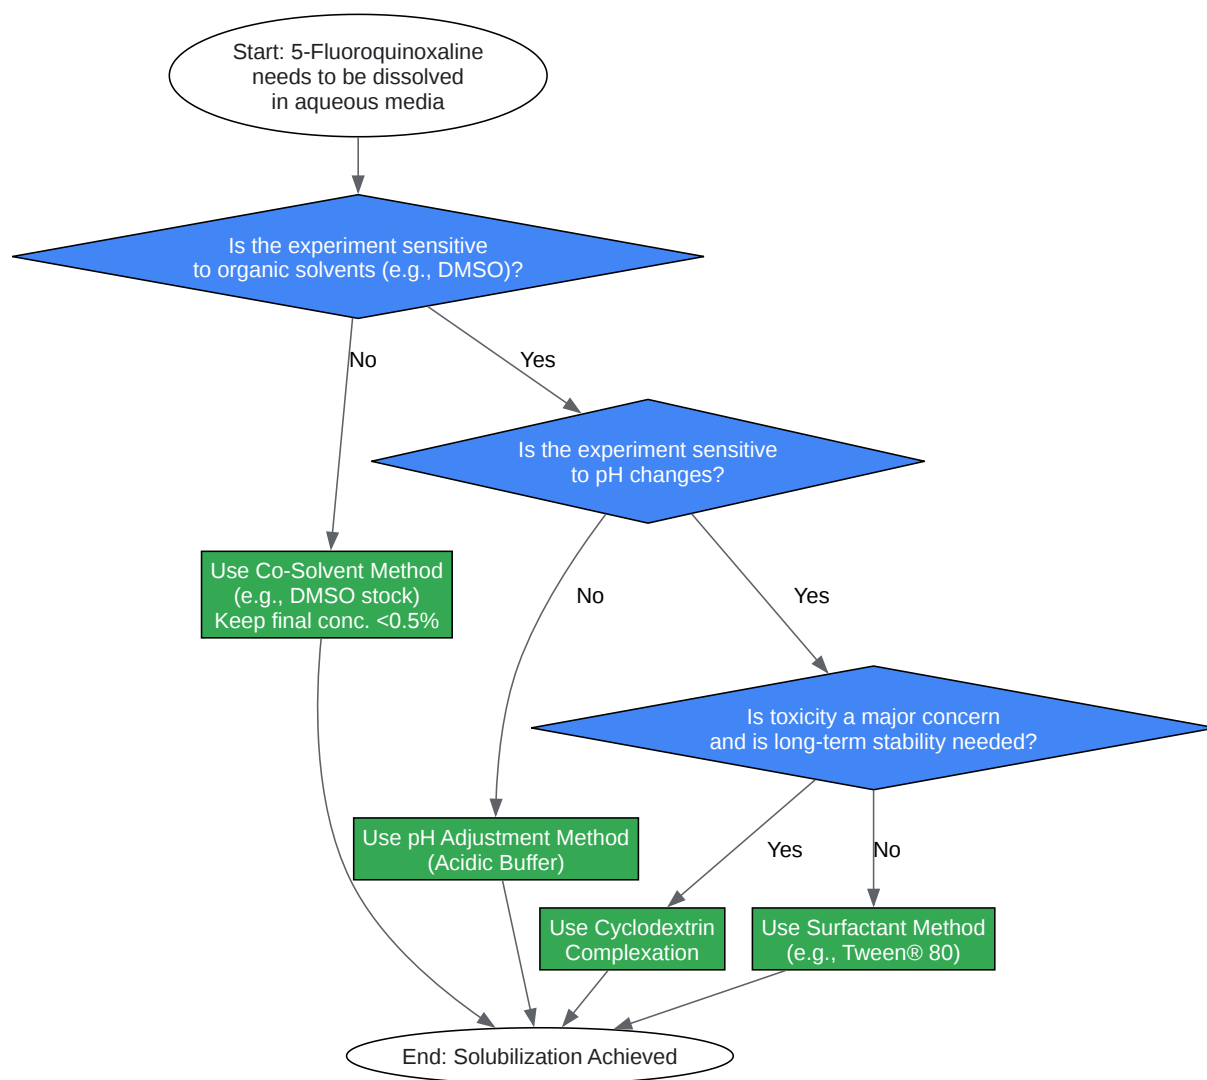 Start: 5-Fluoroquinoxaline
needs to be dissolved
in aqueous media
Is the experiment sensitive
to organic solvents (e.g., DMSO)?
No
Yes
Is the experiment sensitive
to pH changes?
Use Co-Solvent Method
(e.g., DMSO stock)
Keep final conc. <0.5%
No
Yes
Is toxicity a major concern
and is long-term stability needed?
Use pH Adjustment Method
(Acidic Buffer)
Yes
No
Use Cyclodextrin
Complexation
Use Surfactant Method
(e.g., Tween® 80)
End: Solubilization Achieved